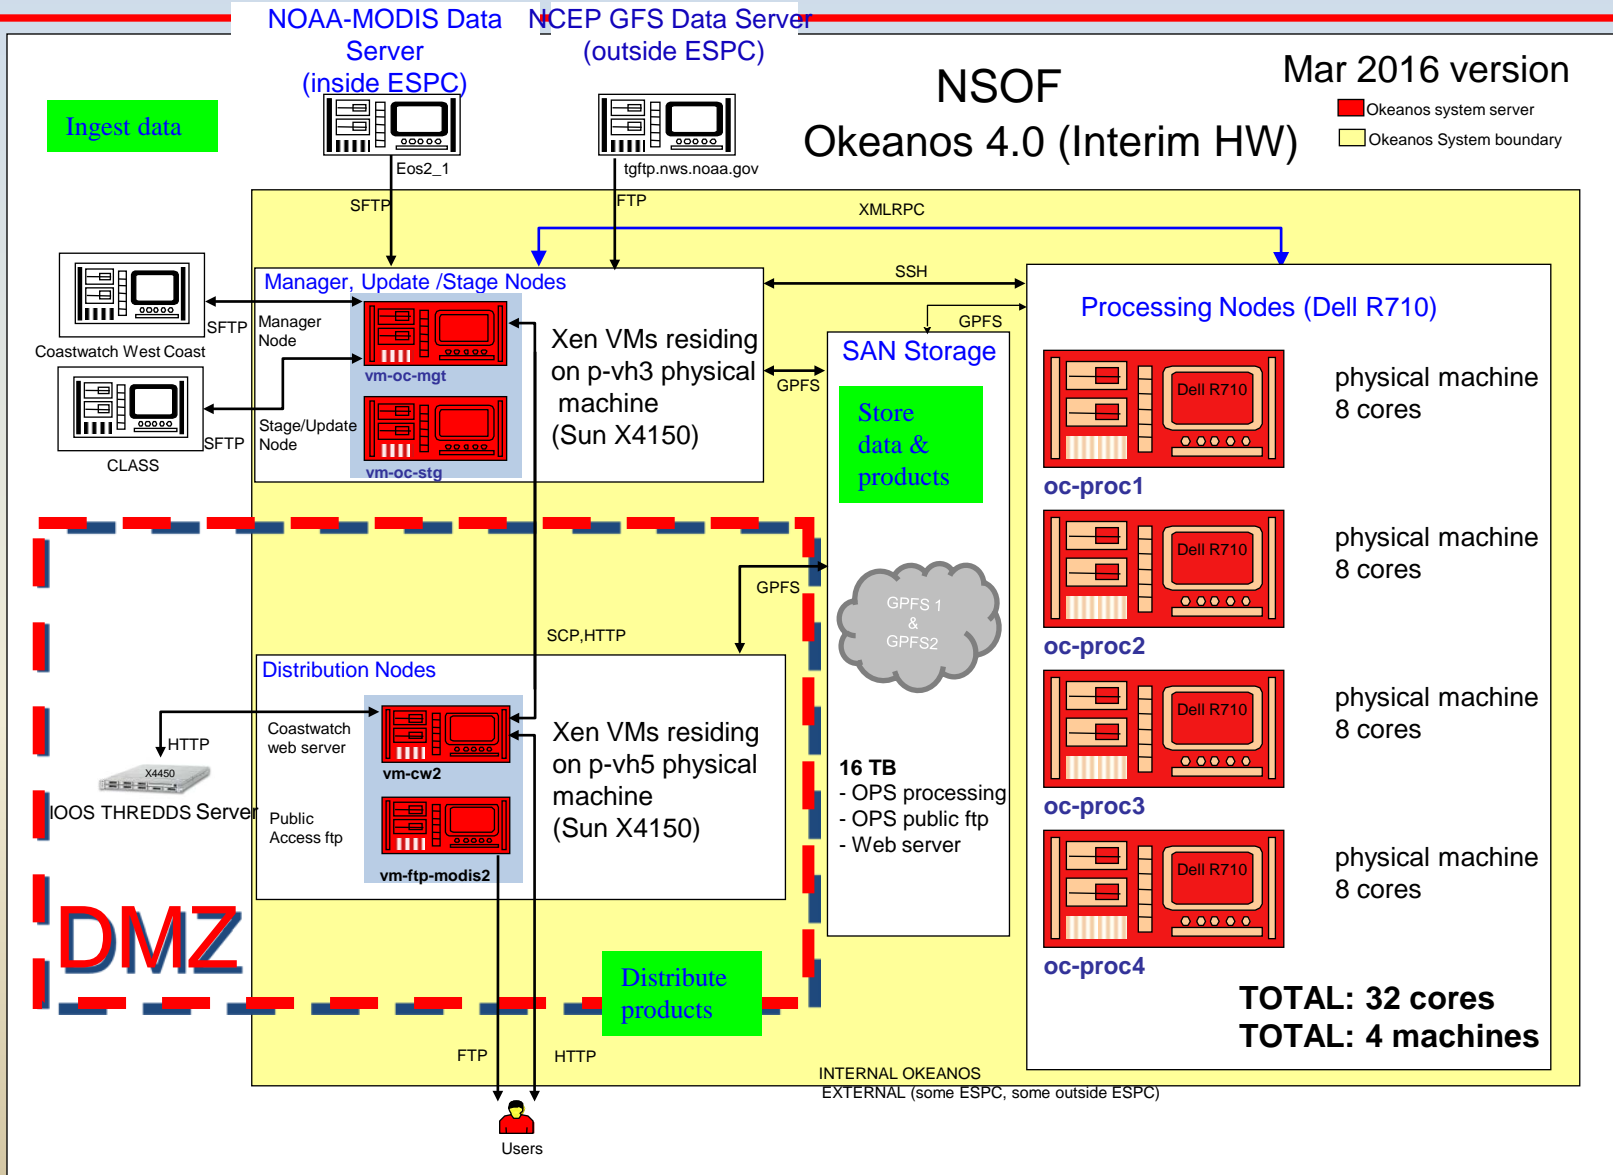 NOAA-MODIS Data
Server
(inside ESPC)
NCEP GFS Data Server
(outside ESPC)
NSOF
Okeanos 4.0 (Interim HW)
Mar 2016 version
Okeanos system server
Okeanos System boundary
Ingest data
Eos2_1
tgftp.nws.noaa.gov
SFTP
FTP
XMLRPC
Manager, Update /Stage Nodes
SSH
GPFS
SFTP
Manager
Node
Coastwatch West Coast
vm-oc-mgt
Xen VMs residing
on p-vh3 physical
machine
(Sun X4150)
GPFS
SFTP
Stage/Update
Node
CLASS
vm-oc-stg
SAN Storage
Store
data &
products
GPFS 1
&
GPFS2
16 TB
- OPS processing
- OPS public ftp
- Web server
Processing Nodes (Dell R710)
Dell R710
physical machine
8 cores
oc-proc1
Dell R710
physical machine
8 cores
oc-proc2
Dell R710
physical machine
8 cores
oc-proc3
Dell R710
physical machine
8 cores
oc-proc4
TOTAL: 32 cores
TOTAL: 4 machines
GPFS
SCP,HTTP
Distribution Nodes
Coastwatch
web server
vm-cw2
Xen VMs residing
on p-vh5 physical
machine
(Sun X4150)
HTTP
X4450
IOOS THREDDS Server
Public
Access ftp
vm-ftp-modis2
DMZ
Distribute
products
FTP
HTTP
INTERNAL OKEANOS
EXTERNAL (some ESPC, some outside ESPC)
Users